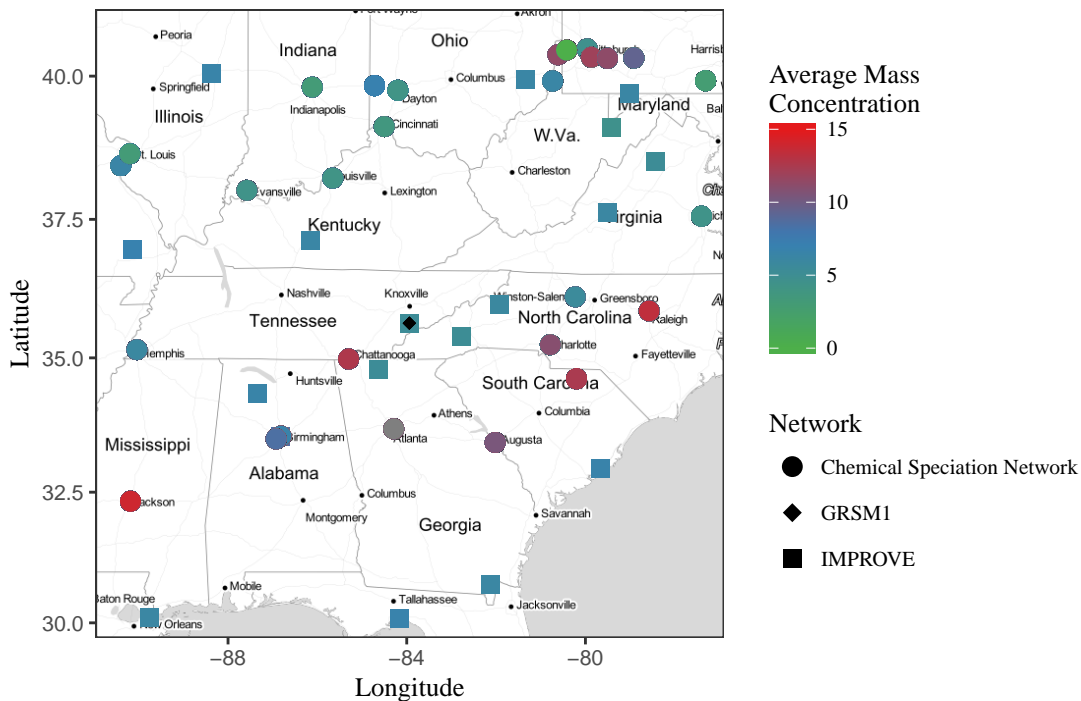 Fort Wayne
Akron
Peoria
Ohio
Indiana
Harrisb
40.0
Columbus
Springfield
Dayton
Indianapolis
Maryland
Illinois
Bal
Cincinnati
W.Va.
St. Louis
Charleston
Louisville
Lexington
Evansville
37.5
Virginia
Kentucky
Nashville
Knoxville
Winston-Salem
Greensboro
Tennessee
North Carolina
Raleigh
Charlotte
35.0
Memphis
Chattanooga
Fayetteville
Huntsville
South Carolina
Athens
Columbia
Birmingham
Atlanta
Augusta
Mississippi
Alabama
32.5
Jackson
Columbus
Montgomery
Georgia
Savannah
Mobile
Baton Rouge
Tallahassee
Jacksonville
30.0
New Orleans
−88
−84
−80
Longitude
Latitude
Average Mass
Concentration
15
10
5
0
Network
Chemical Speciation Network
GRSM1
IMPROVE